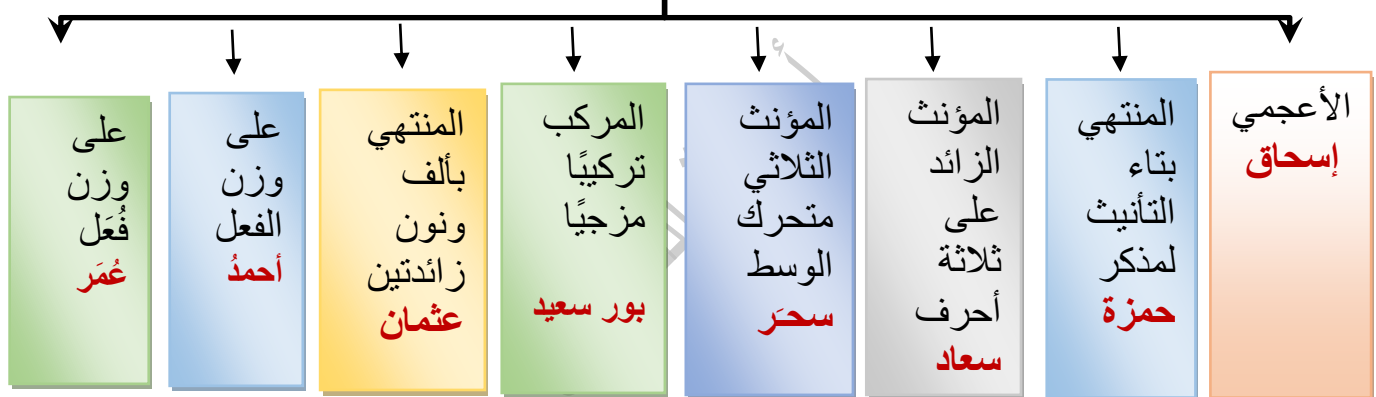 الأعجمي
إسحاق
المنتهي
بتاء
التأنيث
لمذكر
حمزة
المؤنث
الزائد
على
ثلاثة
أحرف
سعاد
المؤنث
الثلاثي
متحرك
الوسط
سحَر
المركب
تركيبًا
مزجيًا
بور سعيد
المنتهي
بألف
ونون
زائدتين
عثمان
على
وزن
الفعل
أحمدُ
على
وزن
فُعَل
عُمَر